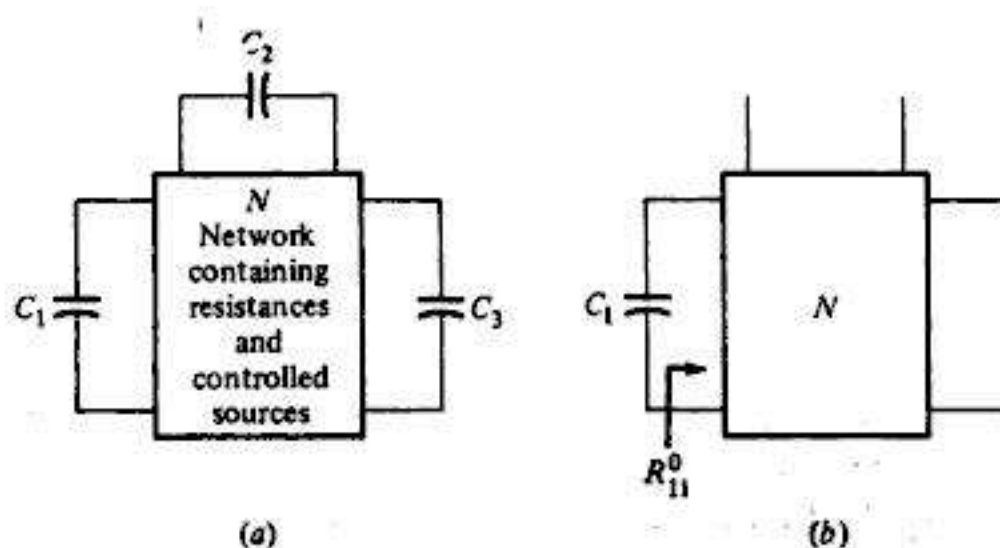 C₂
N
Network
containing
resistances
and
controlled
sources
C₁
C₃
(a)
C₁
N
R⁰₁₁
(b)